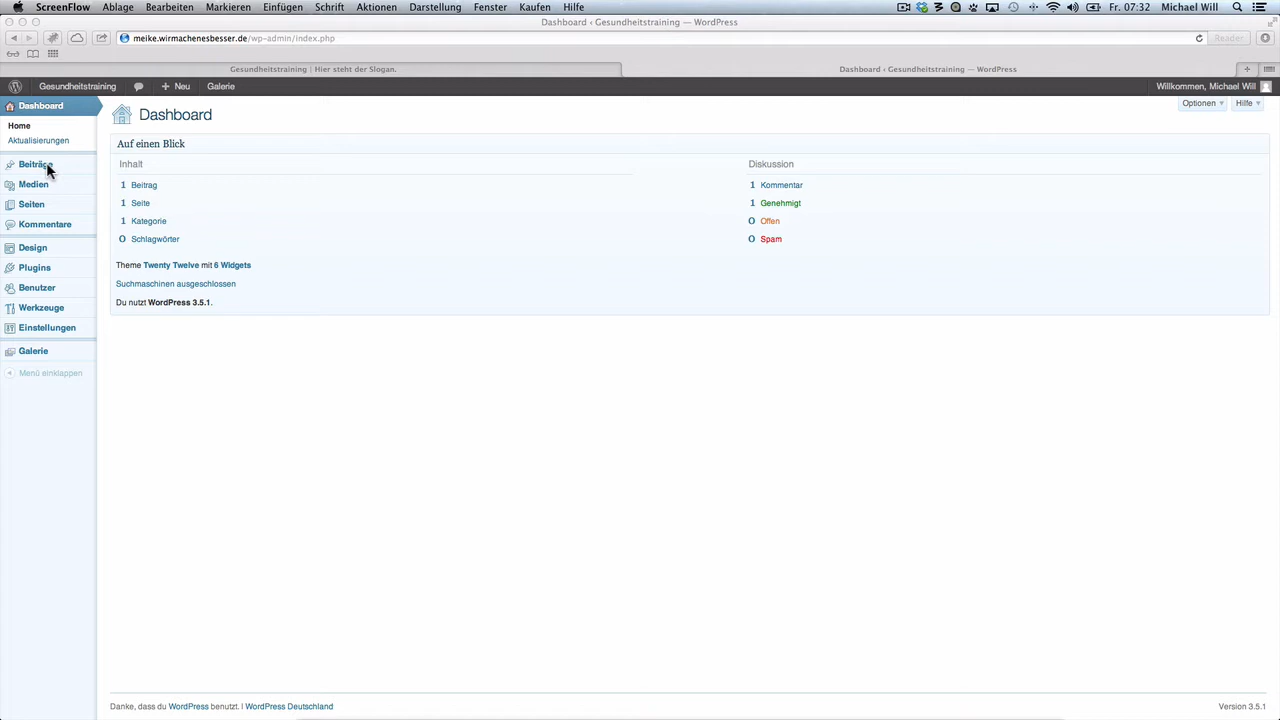 ScreenFlow Ablage Bearbeiten Markieren Einfügen Schrift Aktionen Darstellung Fenster Kaufen Hilfe Fr. 07:32 Michael Will
Dashboard ‹ Gesundheitstraining — WordPress
meike.wirmachenesbesser.de/wp-admin/index.php Reader
Gesundheitstraining | Hier steht der Slogan. Dashboard ‹ Gesundheitstraining — WordPress
Gesundheitstraining + Neu Galerie Willkommen, Michael Will
Dashboard
Optionen Hilfe
Dashboard
Home
Aktualisierungen
Beiträge
Medien
Seiten
Kommentare
Design
Plugins
Benutzer
Werkzeuge
Einstellungen
Galerie
Menü einklappen
Auf einen Blick
Inhalt
1 Beitrag
1 Seite
1 Kategorie
0 Schlagwörter
Diskussion
1 Kommentar
1 Genehmigt
0 Offen
0 Spam
Theme Twenty Twelve mit 6 Widgets
Suchmaschinen ausgeschlossen
Du nutzt WordPress 3.5.1.
Danke, dass du WordPress benutzt. | WordPress Deutschland
Version 3.5.1